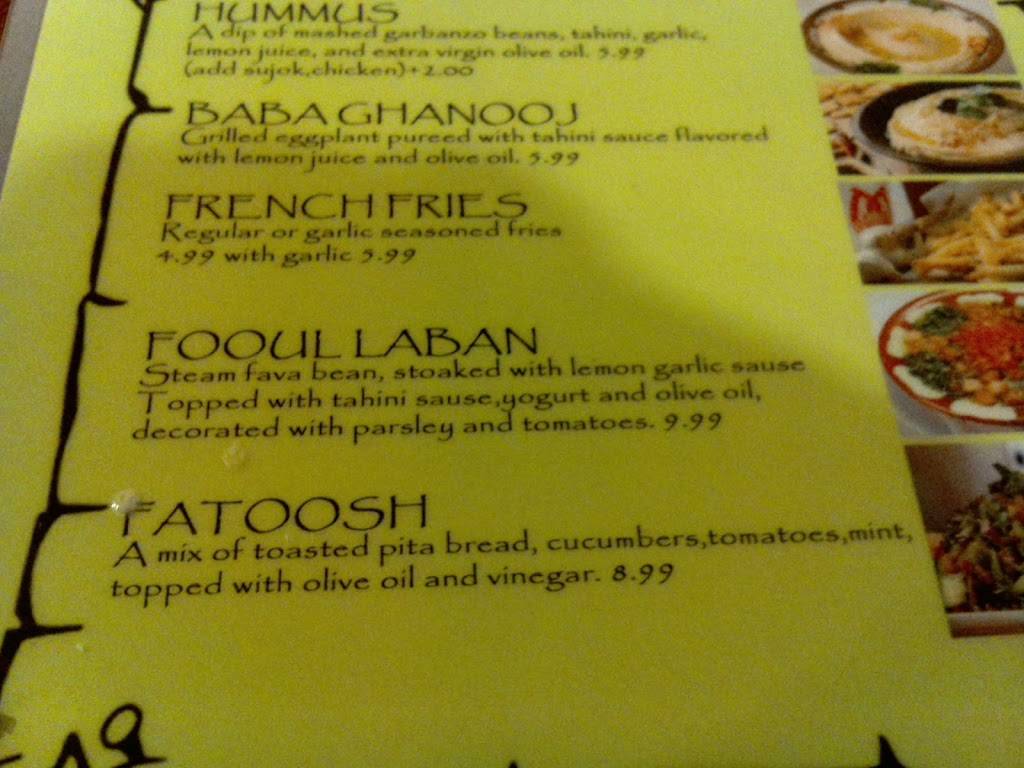 HUMMUS
A dip of mashed garbanzo beans, tahini, garlic,
lemon juice, and extra virgin olive oil. 5.99
(add sujok,chicken)+2.00
BABA GHANOOJ
Grilled eggplant pureed with tahini sauce flavored
with lemon juice and olive oil. 5.99
FRENCH FRIES
Regular or garlic seasoned fries
4.99 with garlic 5.99
FOOUL LABAN
Steam fava bean, stoaked with lemon garlic sause
Topped with tahini sause,yogurt and olive oil,
decorated with parsley and tomatoes. 9.99
FATOOSH
A mix of toasted pita bread, cucumbers,tomatoes,mint,
topped with olive oil and vinegar. 8.99